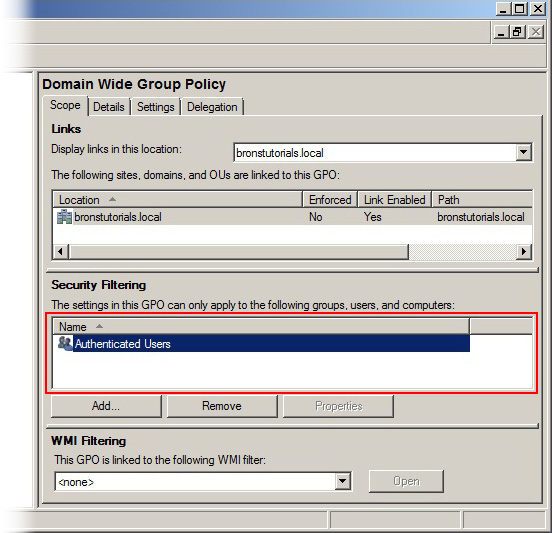 Domain Wide Group Policy
Scope Details Settings Delegation
Links
Display links in this location: bronstutorials.local
The following sites, domains, and OUs are linked to this GPO:
Location Enforced Link Enabled Path
bronstutorials.local No Yes bronstutorials.local
Security Filtering
The settings in this GPO can only apply to the following groups, users, and computers:
Name
Authenticated Users
Add... Remove Properties
WMI Filtering
This GPO is linked to the following WMI filter:
<none> Open